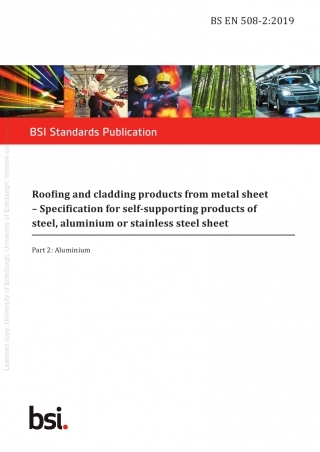 BS EN 508-2:2019
BSI Standards Publication
Roofing and cladding products from metal sheet
– Specification for self-supporting products of
steel, aluminium or stainless steel sheet
Part 2: Aluminium
bsi.
Licensed copy: University of Edinburgh, University of Edinburgh, Version